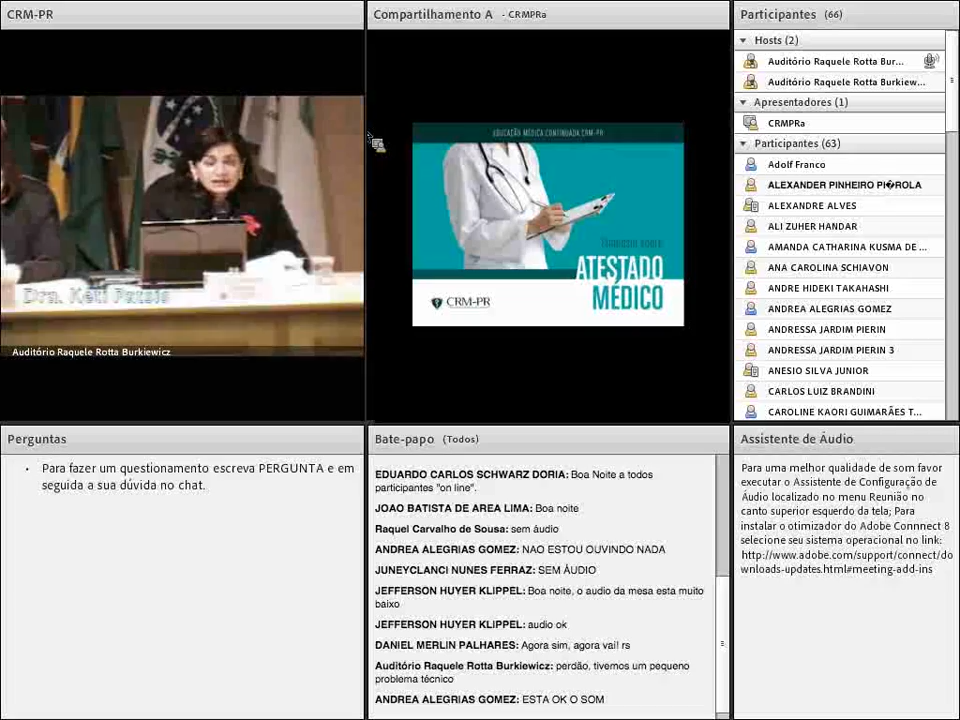 CRM-PR
Auditório Raquele Rotta Burkiewicz
Compartilhamento A - CRMPRa
EDUCAÇÃO MÉDICA CONTINUADA CRM-PR
ATESTADO
MÉDICO
CRM-PR
Participantes (66)
Hosts (2)
Auditório Raquele Rotta Bur...
Auditório Raquele Rotta Burkiew...
Apresentadores (1)
CRMPRa
Participantes (63)
Adolf Franco
ALEXANDER PINHEIRO PI�ROLA
ALEXANDRE ALVES
ALI ZUHER HANDAR
AMANDA CATHARINA KUSMA DE ...
ANA CAROLINA SCHIAVON
ANDRE HIDEKI TAKAHASHI
ANDREA ALEGRIAS GOMEZ
ANDRESSA JARDIM PIERIN
ANDRESSA JARDIM PIERIN 3
ANESIO SILVA JUNIOR
CARLOS LUIZ BRANDINI
CAROLINE KAORI GUIMARÃES T...
Perguntas
• Para fazer um questionamento escreva PERGUNTA e em
seguida a sua dúvida no chat.
Bate-papo (Todos)
EDUARDO CARLOS SCHWARZ DORIA: Boa Noite a todos
participantes "on line".
JOAO BATISTA DE AREA LIMA: Boa noite
Raquel Carvalho de Sousa: sem áudio
ANDREA ALEGRIAS GOMEZ: NAO ESTOU OUVINDO NADA
JUNEYCLANCI NUNES FERRAZ: SEM ÀUDIO
JEFFERSON HUYER KLIPPEL: Boa noite, o audio da mesa esta muito
baixo
JEFFERSON HUYER KLIPPEL: audio ok
DANIEL MERLIN PALHARES: Agora sim, agora vai! rs
Auditório Raquele Rotta Burkiewicz: perdão, tivemos um pequeno
problema técnico
ANDREA ALEGRIAS GOMEZ: ESTA OK O SOM
Assistente de Áudio
Para uma melhor qualidade de som favor
executar o Assistente de Configuração de
Áudio localizado no menu Reunião no
canto superior esquerdo da tela; Para
instalar o otimizador do Adobe Connnect 8
selecione seu sistema operacional no link:
http://www.adobe.com/support/connect/do
wnloads-updates.html#meeting-add-ins